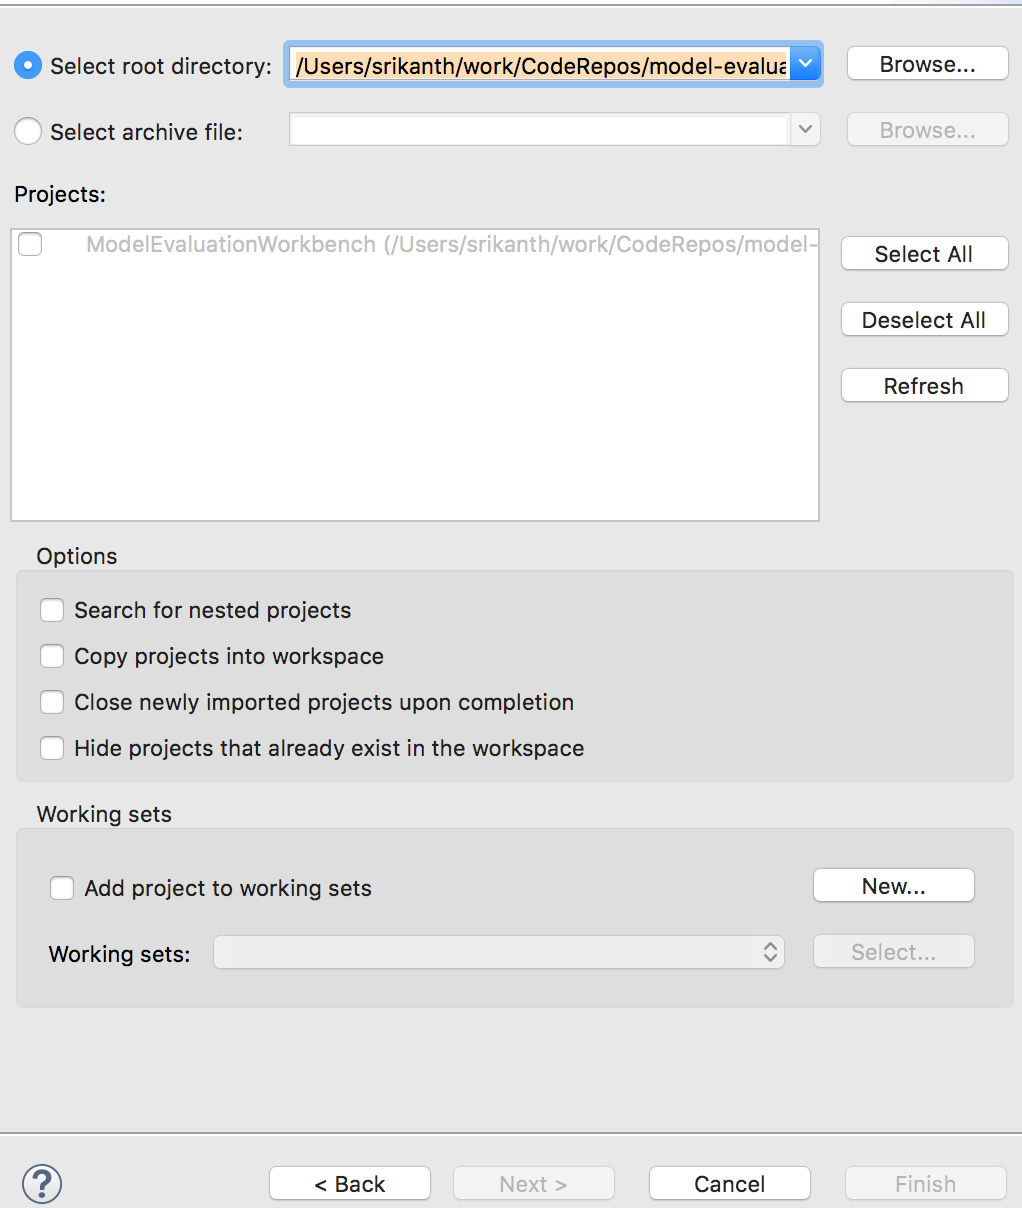 Select root directory: /Users/srikanth/work/CodeRepos/model-evalua Browse...
Select archive file: Browse...
Projects:
ModelEvaluationWorkbench (/Users/srikanth/work/CodeRepos/model-
Select All
Deselect All
Refresh
Options
Search for nested projects
Copy projects into workspace
Close newly imported projects upon completion
Hide projects that already exist in the workspace
Working sets
Add project to working sets New...
Working sets: Select...
? < Back Next > Cancel Finish